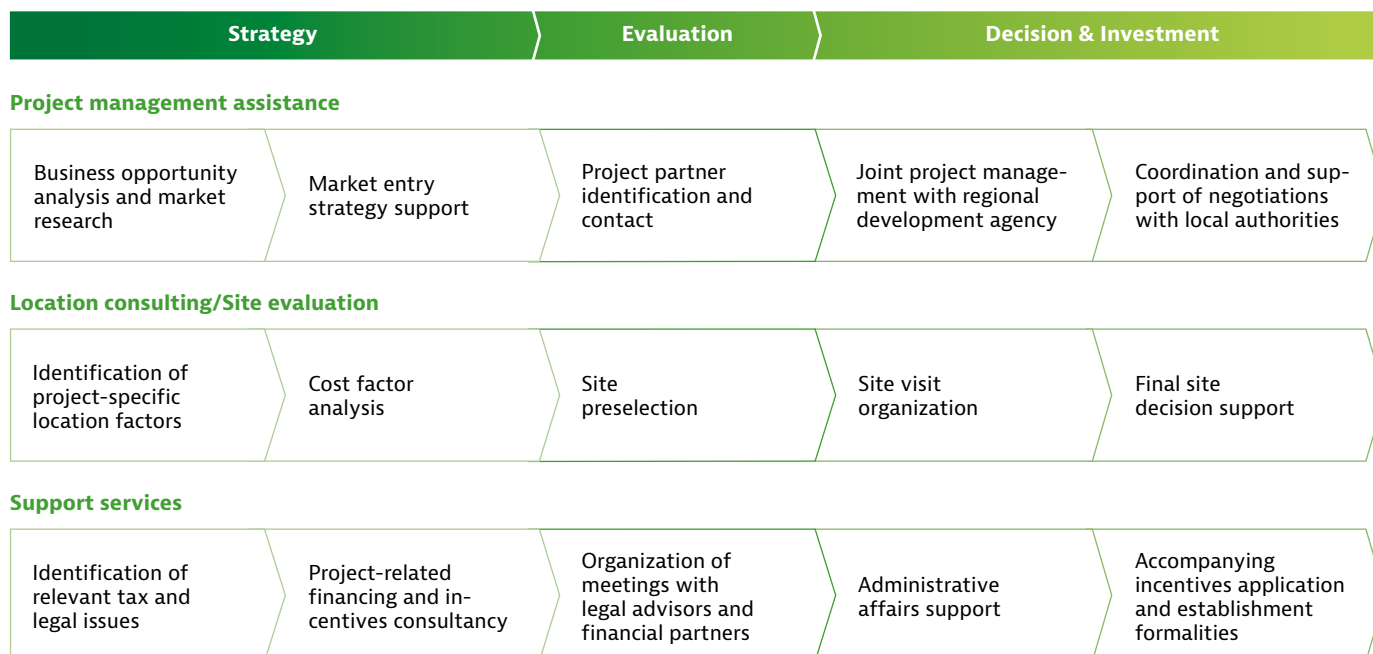 Strategy
Evaluation
Decision & Investment
Project management assistance
Business opportunity
analysis and market
research
Market entry
strategy support
Project partner
identification and
contact
Joint project manage-
ment with regional
development agency
Coordination and sup-
port of negotiations
with local authorities
Location consulting/Site evaluation
Identification of
project-specific
location factors
Cost factor
analysis
Site
preselection
Site visit
organization
Final site
decision support
Support services
Identification of
relevant tax and
legal issues
Project-related
financing and in-
centives consultancy
Organization of
meetings with
legal advisors and
financial partners
Administrative
affairs support
Accompanying
incentives application
and establishment
formalities